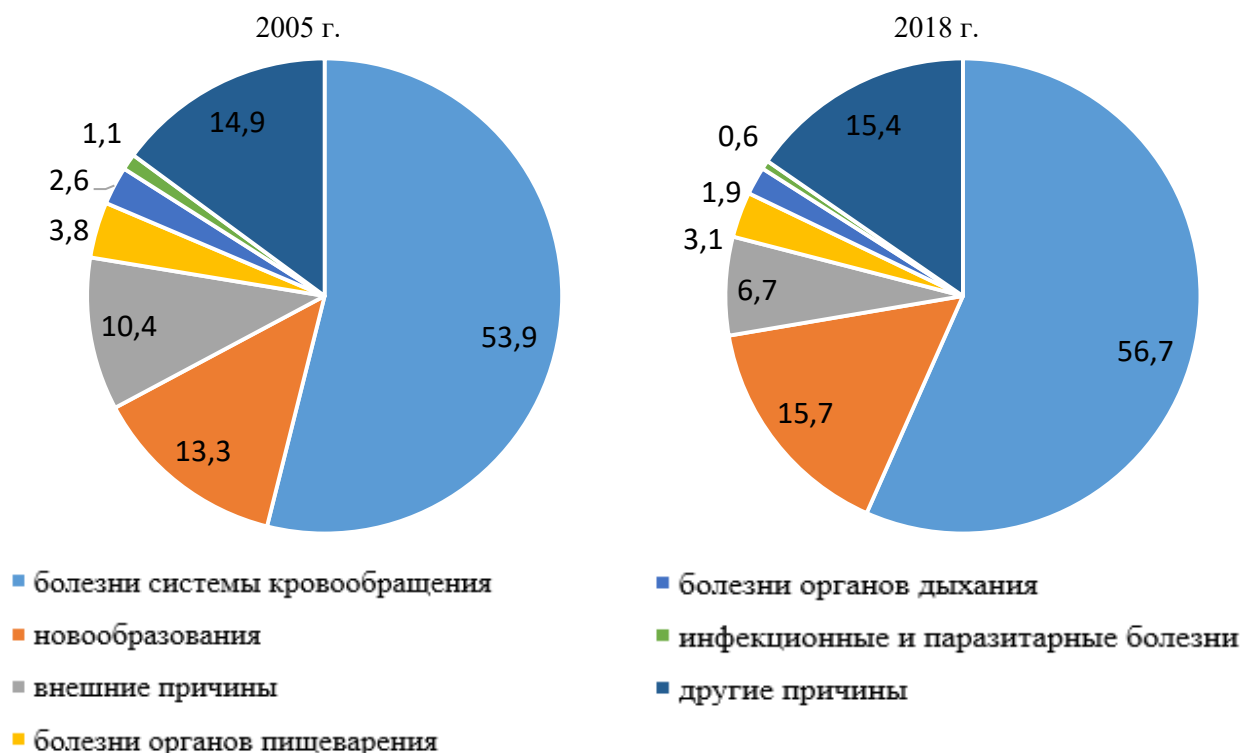 2005 г.
2018 г.
14,9
1,1
2,6
3,8
10,4
13,3
53,9
15,4
0,6
1,9
3,1
6,7
15,7
56,7
болезни системы кровообращения
новообразования
внешние причины
болезни органов пищеварения
болезни органов дыхания
инфекционные и паразитарные болезни
другие причины